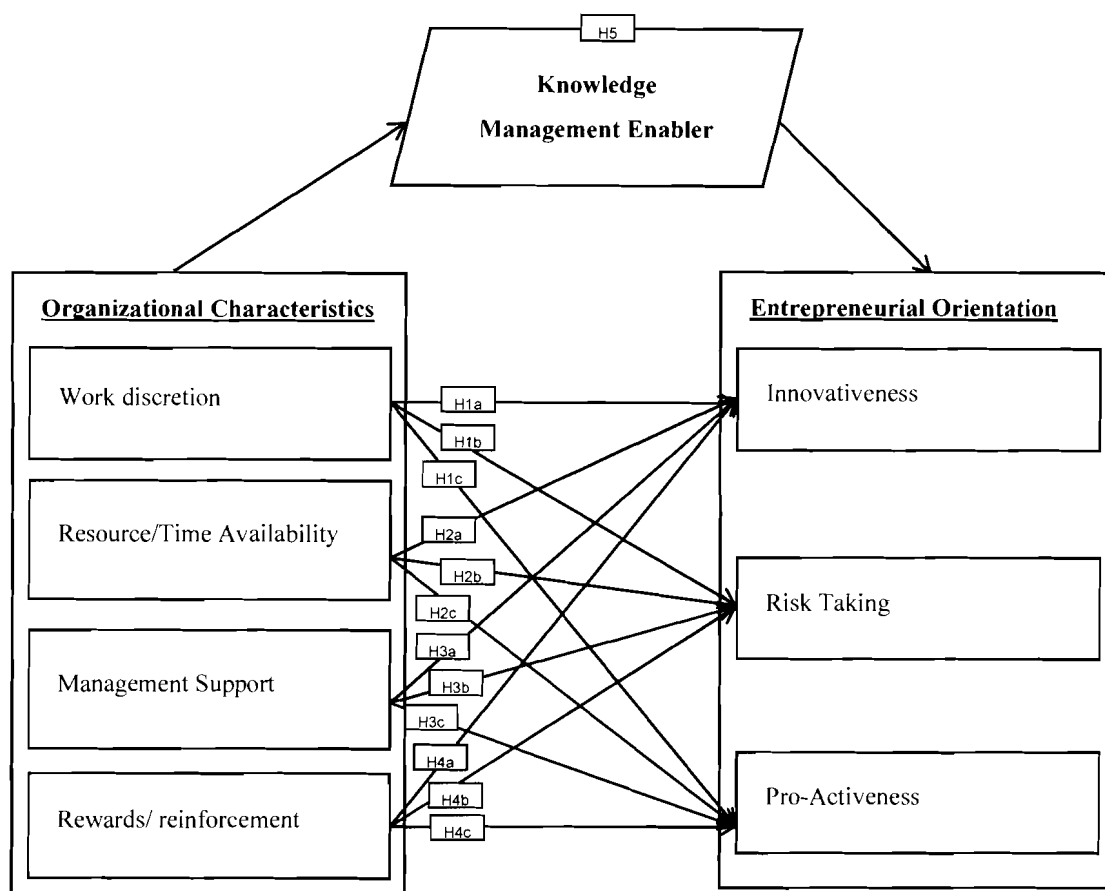 H5
Knowledge
Management Enabler
Organizational Characteristics
Work discretion
Resource/Time Availability
Management Support
Rewards/ reinforcement
H1a
H1b
H1c
H2a
H2b
H2c
H3a
H3b
H3c
H4a
H4b
H4c
Entrepreneurial Orientation
Innovativeness
Risk Taking
Pro-Activeness